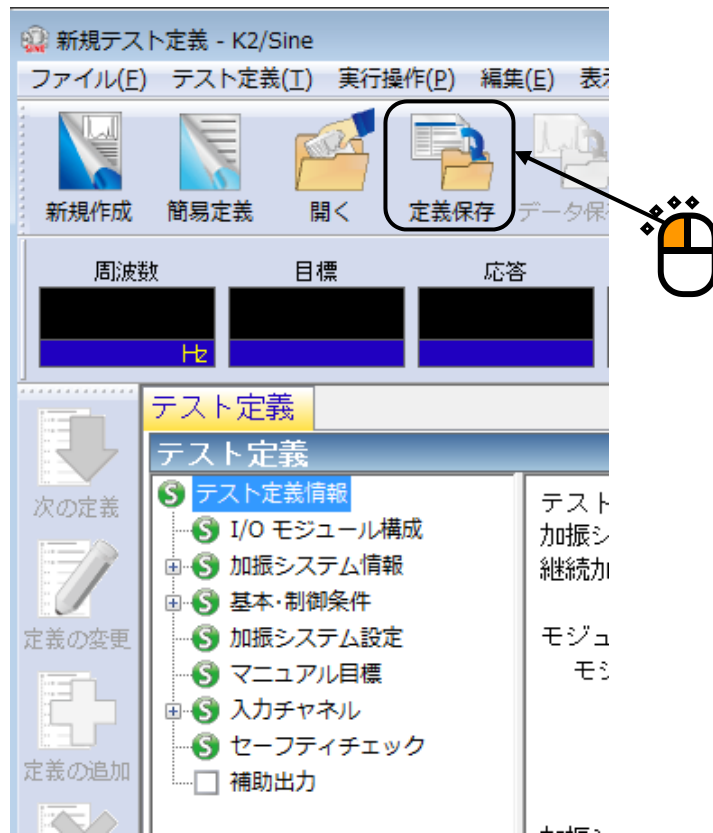 新規テスト定義 - K2/Sine
ファイル(F) テスト定義(T) 実行操作(P) 編集(E) 表示
新規作成 簡易定義 開く 定義保存 データ保存
周波数 目標 応答
Hz
テスト定義
テスト定義
次の定義
定義の変更
定義の追加
テスト定義情報
I/O モジュール構成
加振システム情報
基本・制御条件
加振システム設定
マニュアル目標
入力チャネル
セーフティチェック
補助出力
テスト
加振シ
継続加
モジュ
モジ